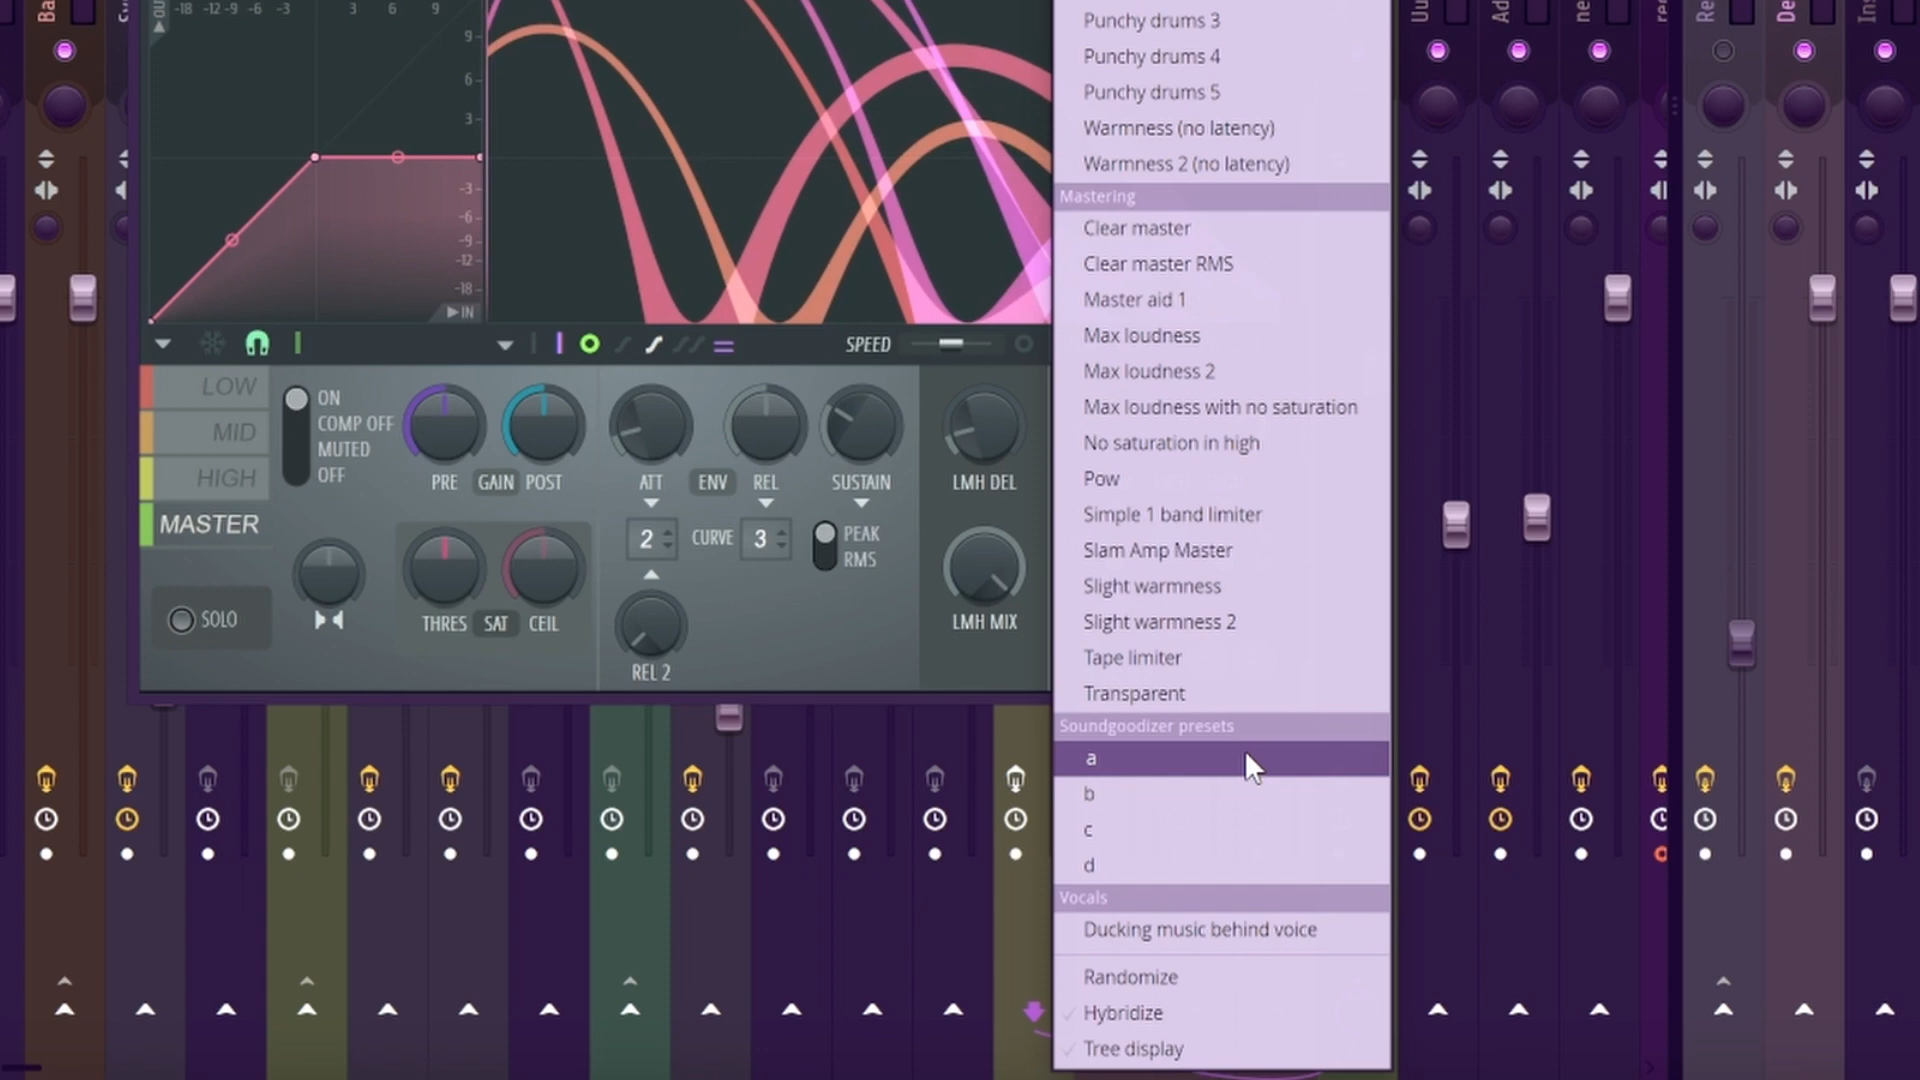 -18 -12 -9 -6 -3 3 6 9
9
6
3
-3
-6
-9
-12
-18
IN
SPEED
LOW
MID
HIGH
MASTER
SOLO
ON
COMP OFF
MUTED
OFF
PRE GAIN POST
THRES SAT CEIL
ATT ENV REL SUSTAIN
2 CURVE 3
PEAK
RMS
REL 2
LMH DEL
LMH MIX
Punchy drums 3
Punchy drums 4
Punchy drums 5
Warmness (no latency)
Warmness 2 (no latency)
Mastering
Clear master
Clear master RMS
Master aid 1
Max loudness
Max loudness 2
Max loudness with no saturation
No saturation in high
Pow
Simple 1 band limiter
Slam Amp Master
Slight warmness
Slight warmness 2
Tape limiter
Transparent
Soundgoodizer presets
a
b
c
d
Vocals
Ducking music behind voice
Randomize
Hybridize
Tree display